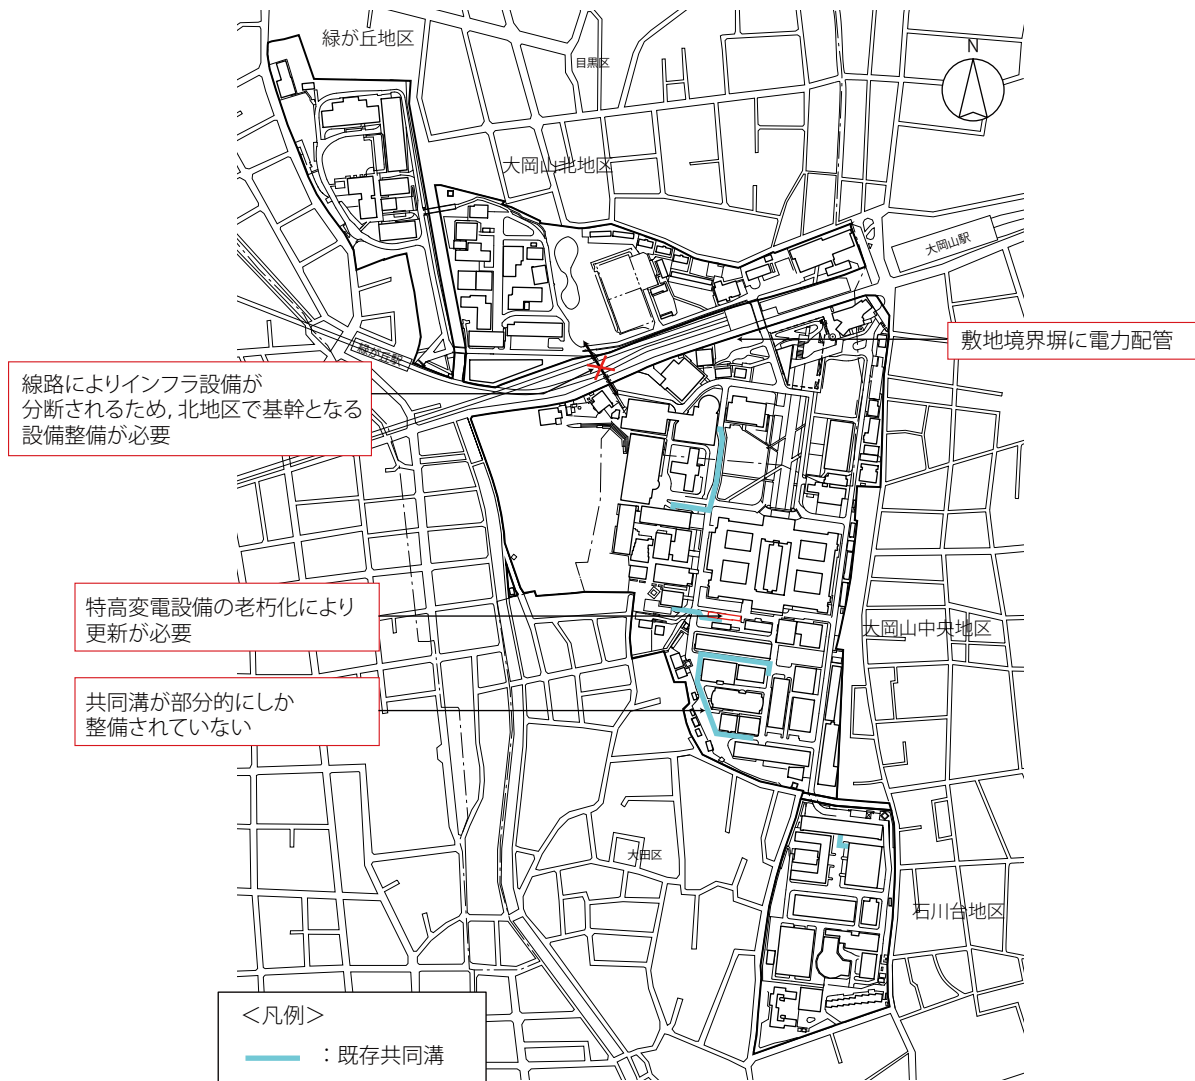 緑が丘地区
目黒区
N
大岡山北地区
大岡山駅
緑が丘駅
敷地境界塀に電力配管
線路によりインフラ設備が
分断されるため, 北地区で基幹となる
設備整備が必要
特高変電設備の老朽化により
更新が必要
大岡山中央地区
共同溝が部分的にしか
整備されていない
大田区
石川台地区
<凡例>
：既存共同溝